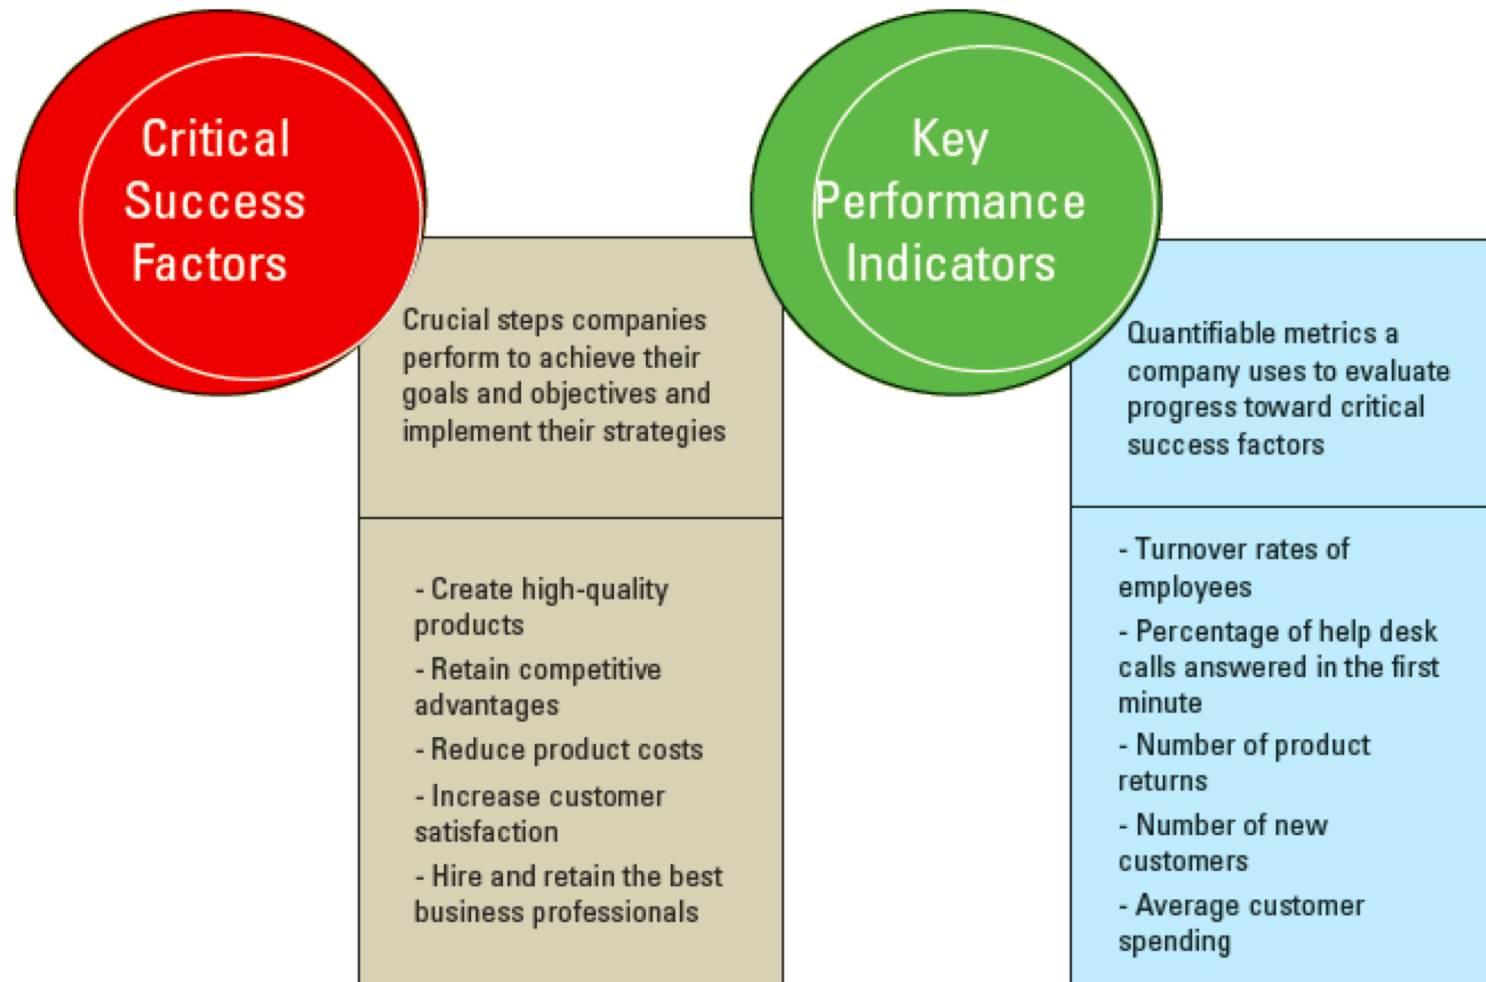 Critical
Success
Factors
Crucial steps companies
perform to achieve their
goals and objectives and
implement their strategies
- Create high-quality
products
- Retain competitive
advantages
- Reduce product costs
- Increase customer
satisfaction
- Hire and retain the best
business professionals
Key
Performance
Indicators
Quantifiable metrics a
company uses to evaluate
progress toward critical
success factors
- Turnover rates of
employees
- Percentage of help desk
calls answered in the first
minute
- Number of product
returns
- Number of new
customers
- Average customer
spending